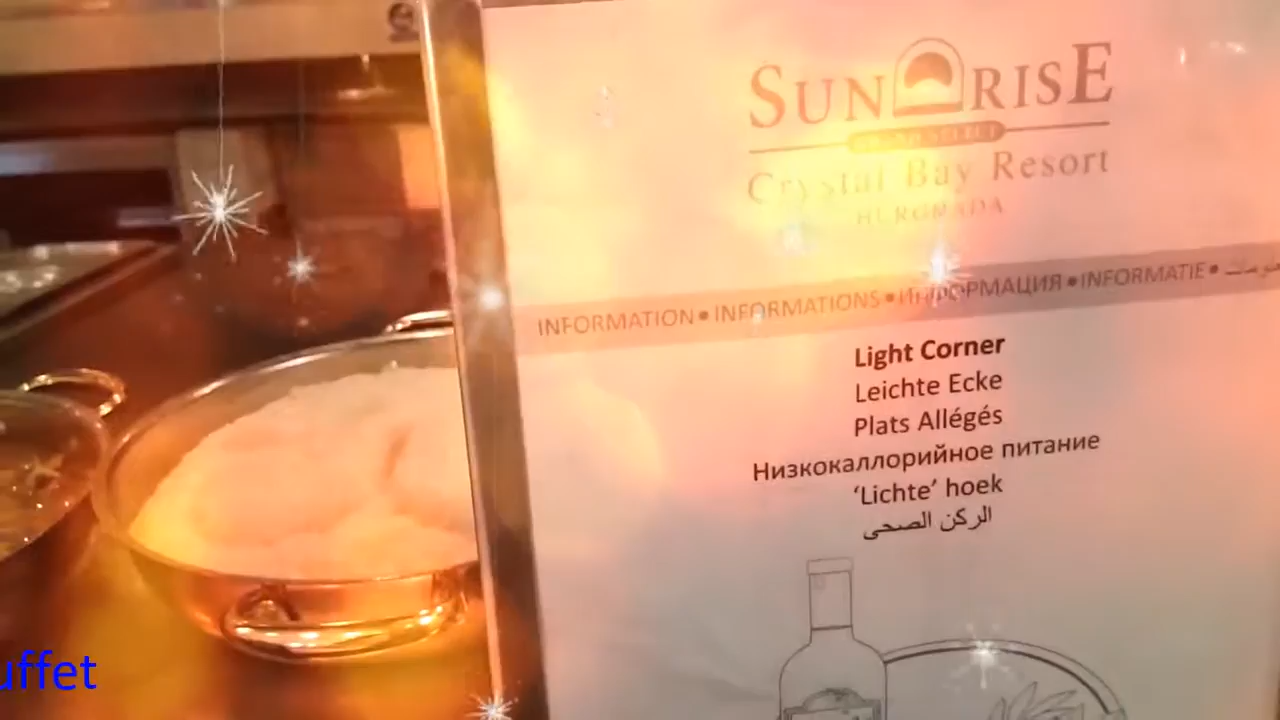 SUNRISE
Crystal Bay Resort
HURGHADA
INFORMATION • INFORMATIONS • ИНФОРМАЦИЯ • INFORMATIE •
Light Corner
Leichte Ecke
Plats Allégés
Низкокаллорийное питание
‘Lichte’ hoek
الركن الصحى
uffet